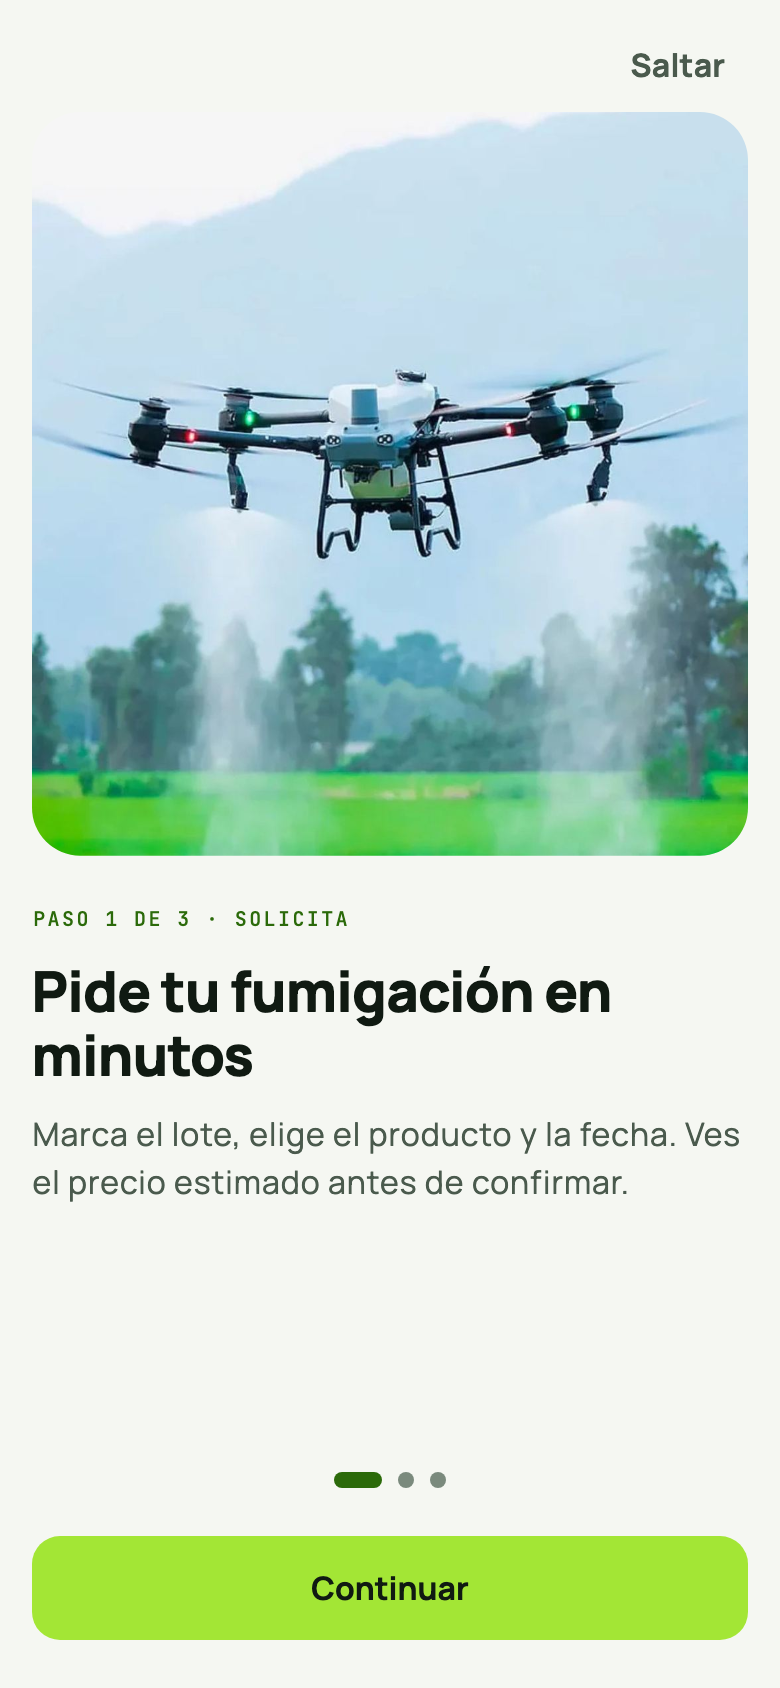 Saltar
PASO 1 DE 3 · SOLICITA
Pide tu fumigación en
minutos
Marca el lote, elige el producto y la fecha. Ves
el precio estimado antes de confirmar.
Continuar